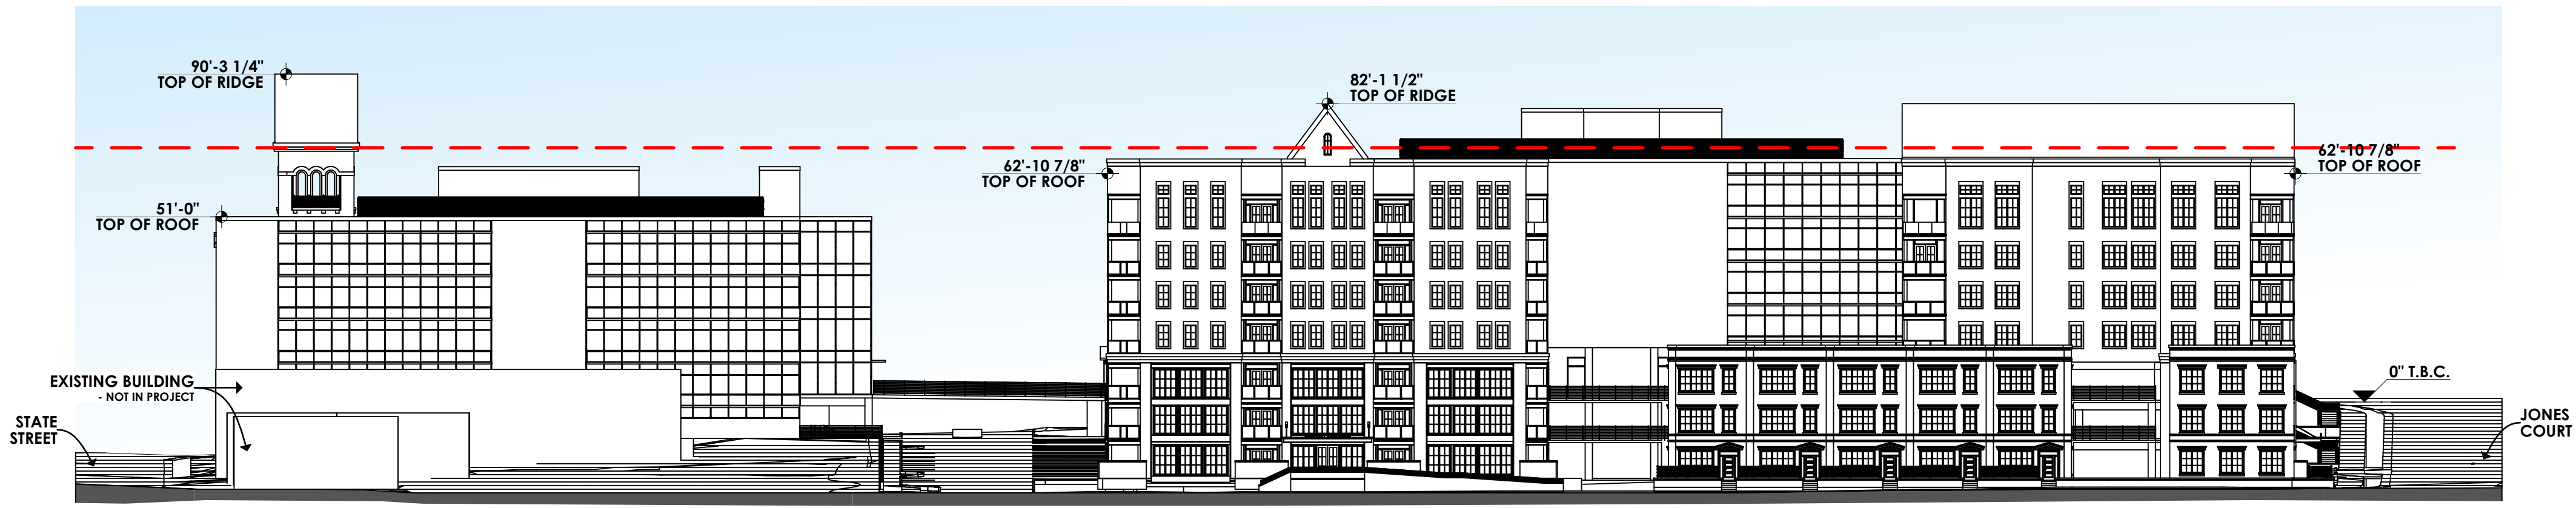 90'-3 1/4"
TOP OF RIDGE
82'-1 1/2"
TOP OF RIDGE
62'-10 7/8"
TOP OF ROOF
62'-10 7/8"
TOP OF ROOF
51'-0"
TOP OF ROOF
EXISTING BUILDING
- NOT IN PROJECT
0" T.B.C.
STATE
STREET
JONES
COURT